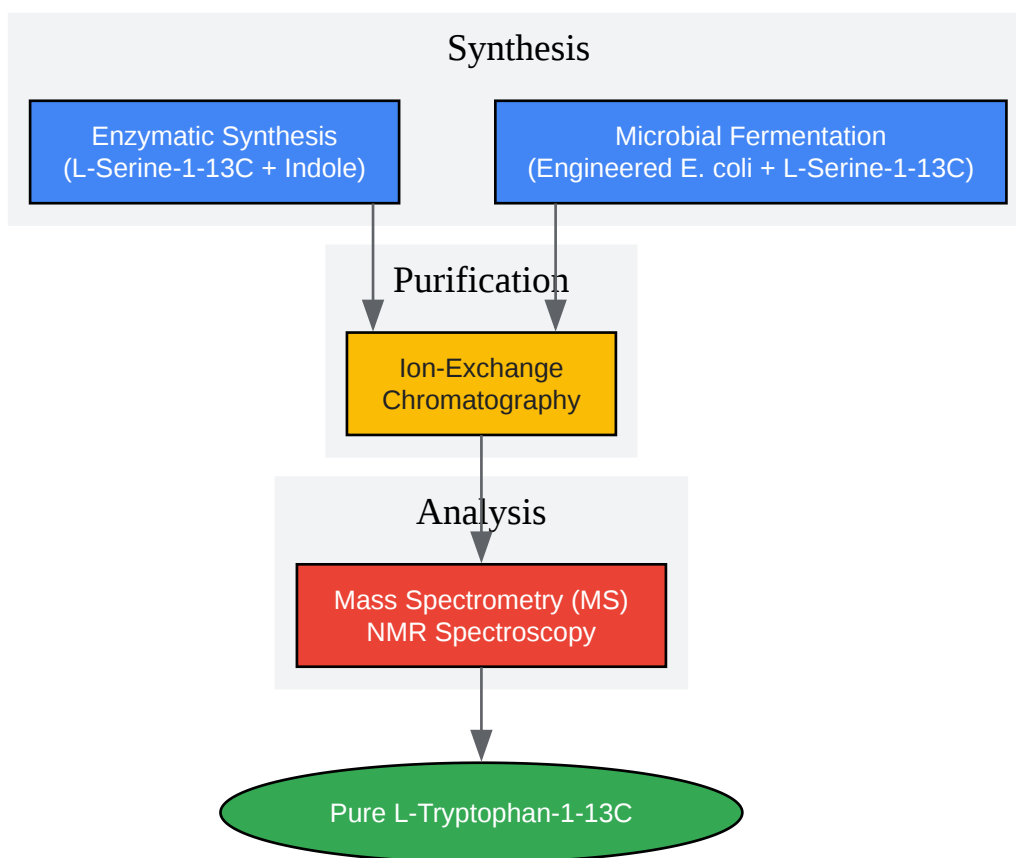 Synthesis
Enzymatic Synthesis
(L-Serine-1-13C + Indole)
Microbial Fermentation
(Engineered E. coli + L-Serine-1-13C)
Purification
Ion-Exchange
Chromatography
Analysis
Mass Spectrometry (MS)
NMR Spectroscopy
Pure L-Tryptophan-1-13C